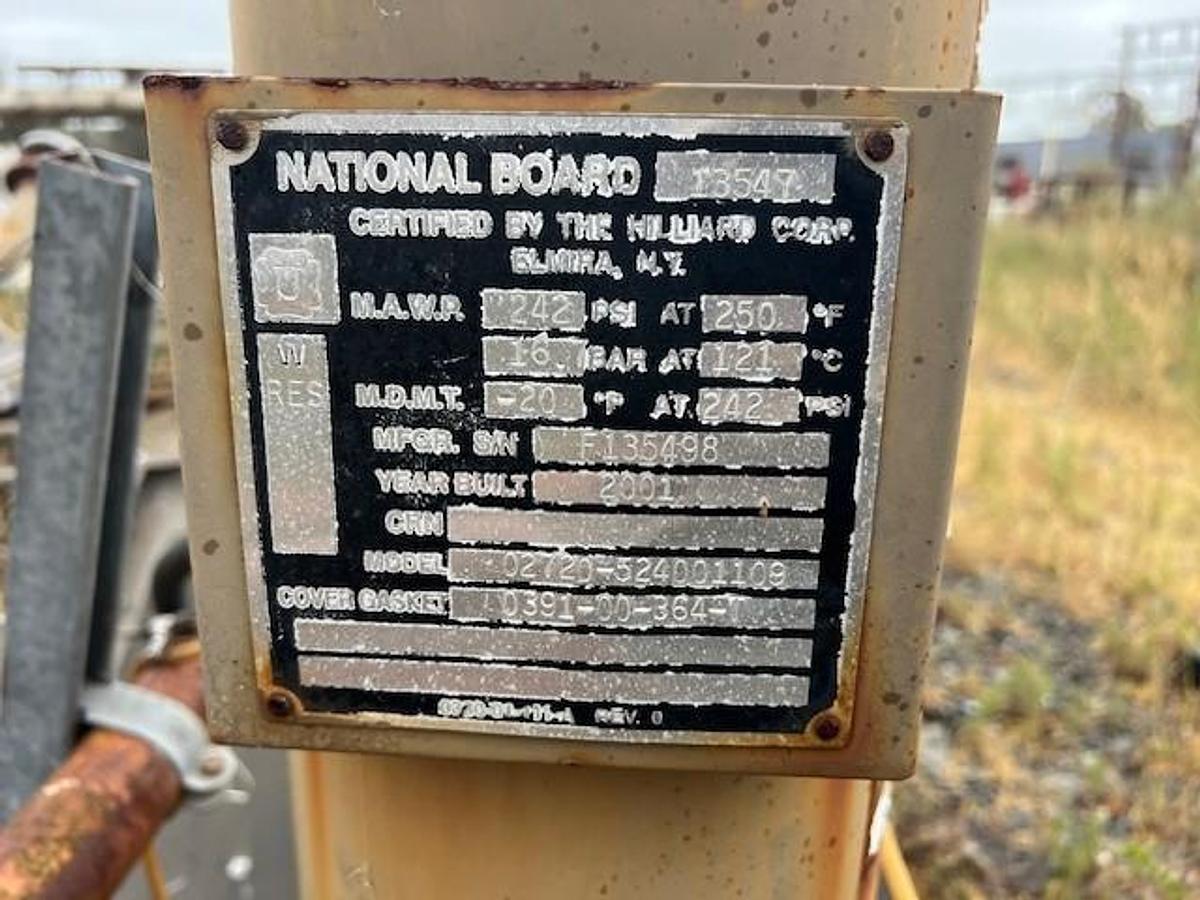 NATIONAL BOARD 13547
CERTIFIED BY THE HILLIARD CORP.
ELMIRA, N.Y.
U
M.A.W.P. 242 PSI AT 250 °F
W 16 BAR AT 121 °C
RES M.D.M.T. -20 °F AT 242 PSI
MFGR. S/N F135498
YEAR BUILT 2001
CRN
MODEL 02720-524001109
COVER GASKET 0391-00-364-
REV. 0